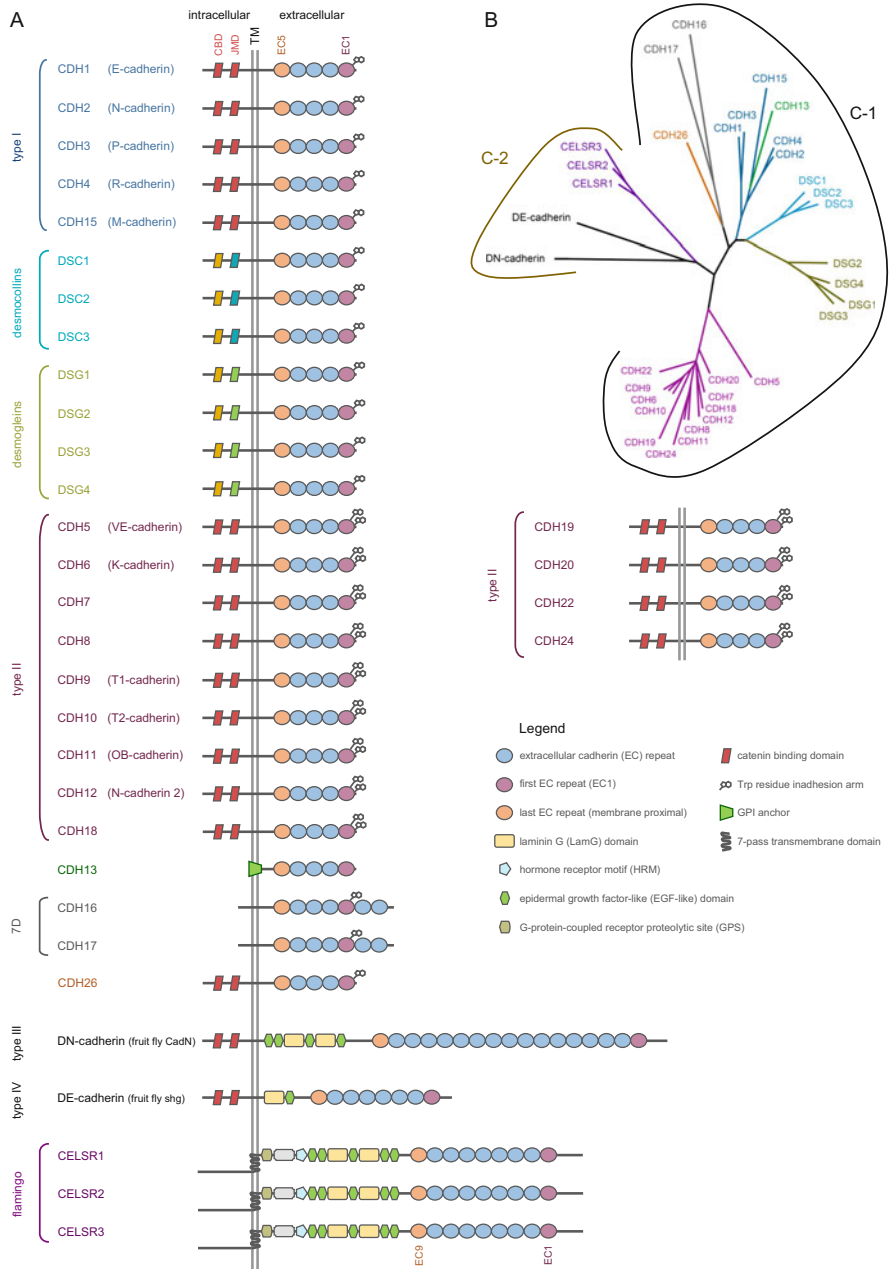 A
intracellular extracellular
CBD JMD TM EC5 EC1
type I
CDH1 (E-cadherin)
CDH2 (N-cadherin)
CDH3 (P-cadherin)
CDH4 (R-cadherin)
CDH15 (M-cadherin)
desmocollins
DSC1
DSC2
DSC3
desmogleins
DSG1
DSG2
DSG3
DSG4
type II
CDH5 (VE-cadherin)
CDH6 (K-cadherin)
CDH7
CDH8
CDH9 (T1-cadherin)
CDH10 (T2-cadherin)
CDH11 (OB-cadherin)
CDH12 (N-cadherin 2)
CDH18
CDH13
7D
CDH16
CDH17
CDH26
type III
DN-cadherin (fruit fly CadN)
type IV
DE-cadherin (fruit fly shg)
flamingo
CELSR1
CELSR2
CELSR3
EC9 EC1
B
CDH16
CDH17
CDH15
CDH13
C-1
CDH3
CDH1
CDH26
CDH4
CDH2
C-2
CELSR3
CELSR2
CELSR1
DSC1
DSC2
DSC3
DE-cadherin
DN-cadherin
DSG2
DSG4
DSG1
DSG3
CDH22
CDH20
CDH5
CDH9
CDH6
CDH7
CDH10
CDH18
CDH12
CDH8
CDH19
CDH11
CDH24
type II
CDH19
CDH20
CDH22
CDH24
Legend
extracellular cadherin (EC) repeat
first EC repeat (EC1)
last EC repeat (membrane proximal)
laminin G (LamG) domain
hormone receptor motif (HRM)
epidermal growth factor-like (EGF-like) domain
G-protein-coupled receptor proteolytic site (GPS)
catenin binding domain
Trp residue inadhesion arm
GPI anchor
7-pass transmembrane domain